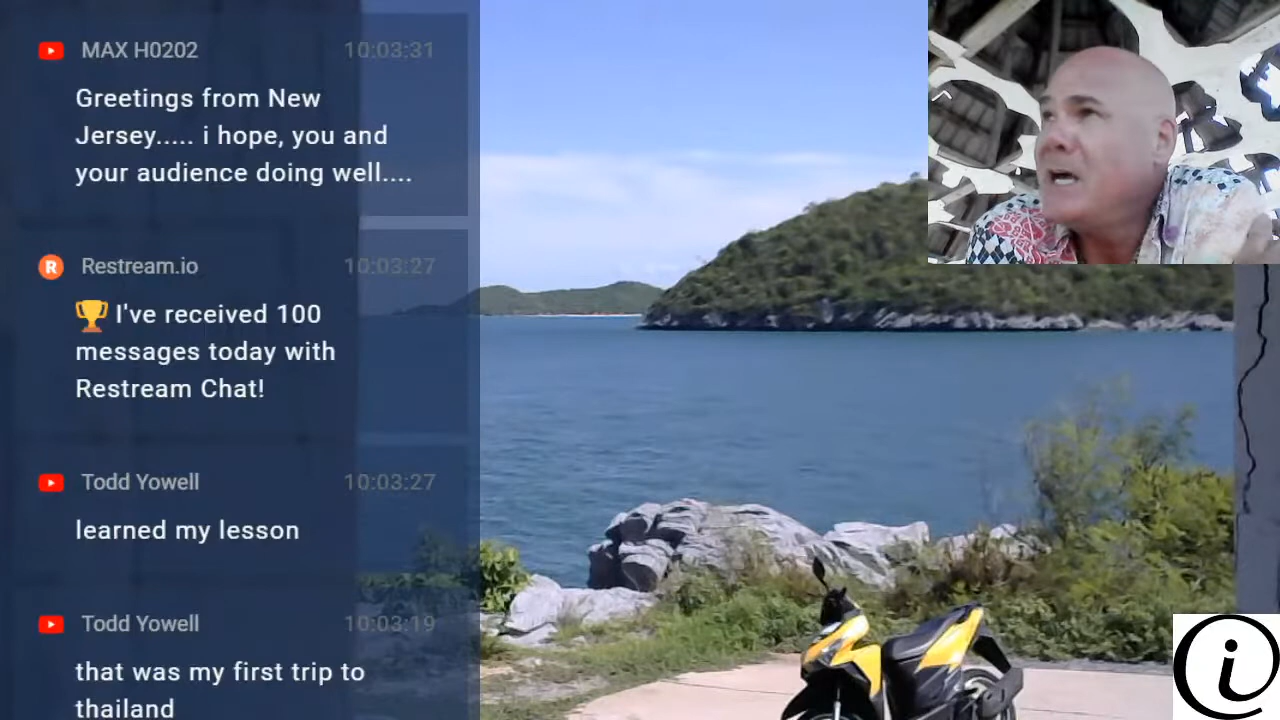 MAX H0202 10:03:31
Greetings from New
Jersey..... i hope, you and
your audience doing well....
R
Restream.io 10:03:27
🏆 I've received 100
messages today with
Restream Chat!
Todd Yowell 10:03:27
learned my lesson
Todd Yowell 10:03:19
that was my first trip to
thailand
i